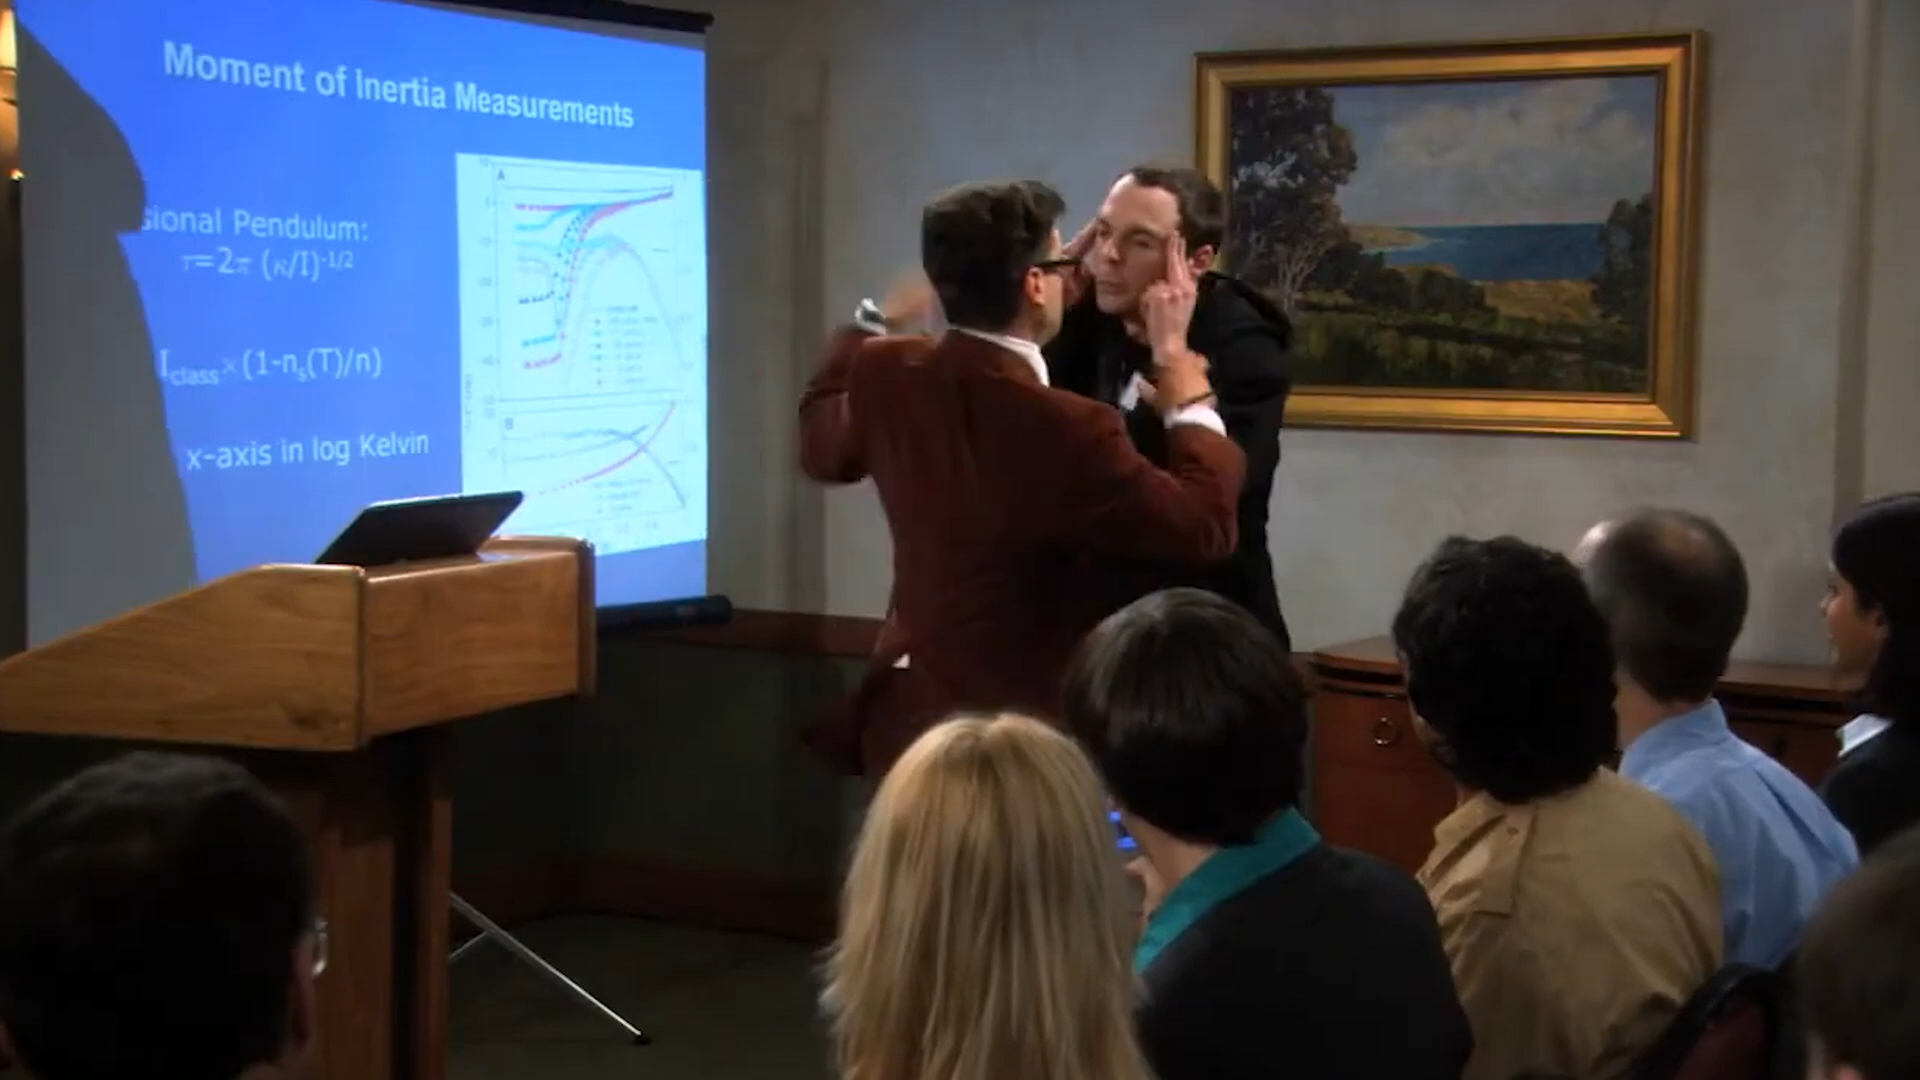 Moment of Inertia Measurements
sional Pendulum:
τ=2π (κ/I)-1/2
Iclass×(1-ns(T)/n)
x-axis in log Kelvin
A
B